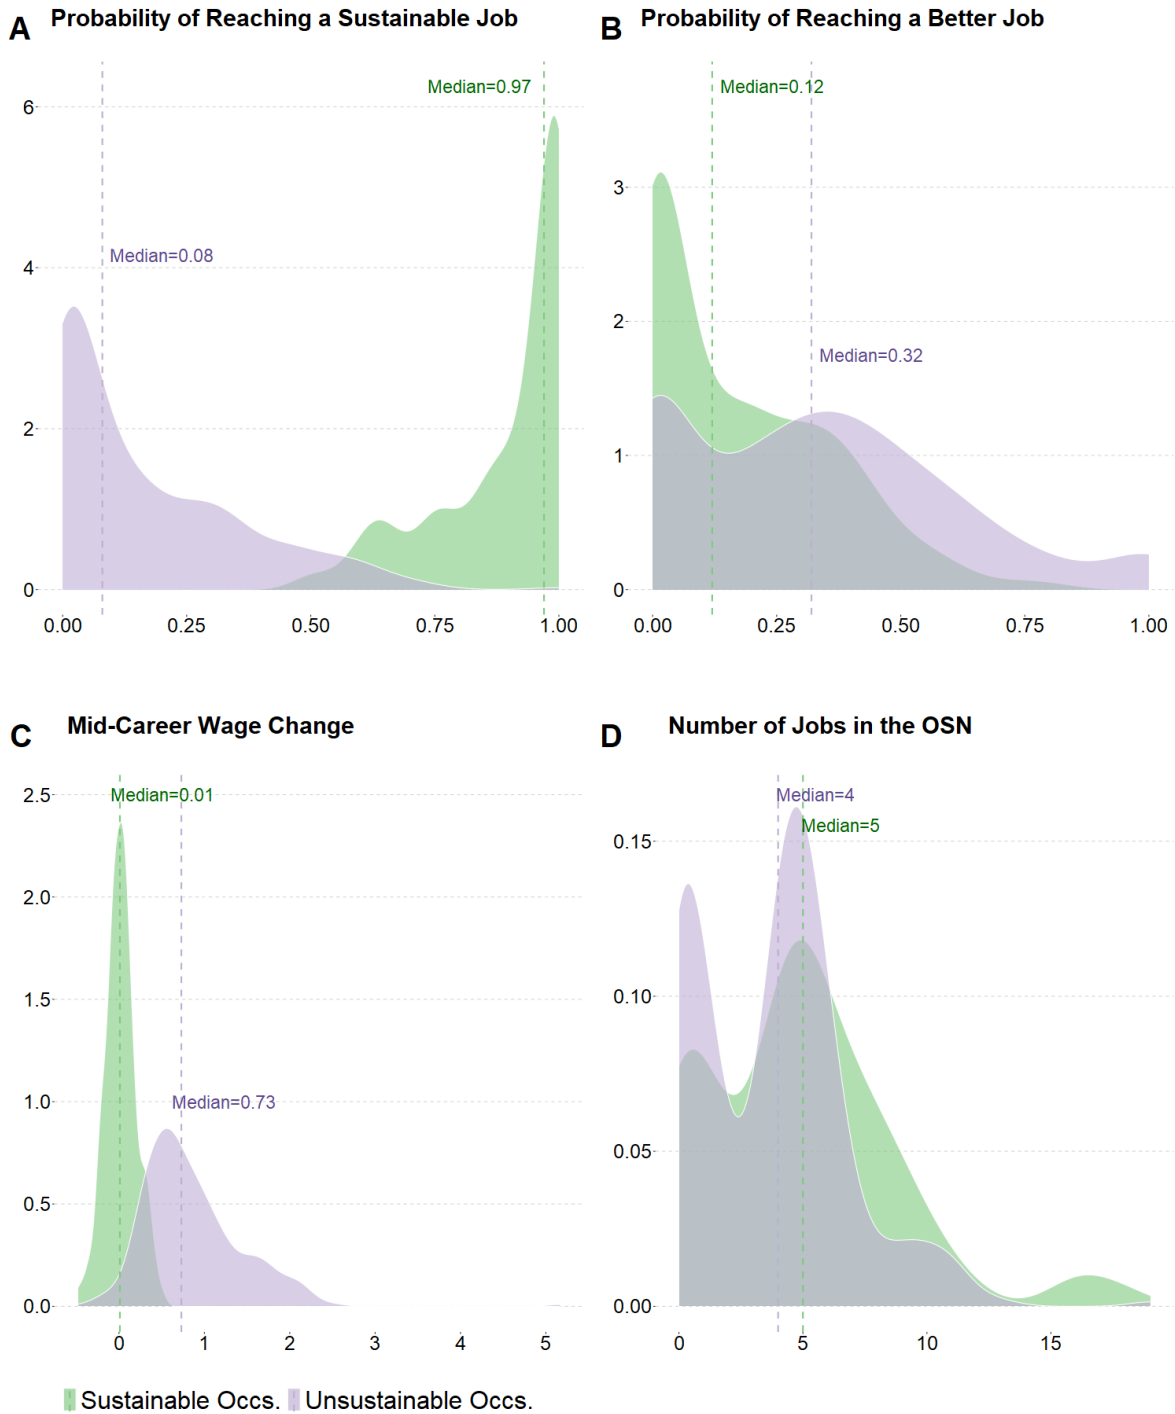 A Probability of Reaching a Sustainable Job
Median=0.97
Median=0.08
6
4
2
0
0.00 0.25 0.50 0.75 1.00
B Probability of Reaching a Better Job
Median=0.12
Median=0.32
3
2
1
0
0.00 0.25 0.50 0.75 1.00
C Mid-Career Wage Change
Median=0.01
Median=0.73
2.5
2.0
1.5
1.0
0.5
0.0
0 1 2 3 4 5
D Number of Jobs in the OSN
Median=4
Median=5
0.15
0.10
0.05
0.00
0 5 10 15
Sustainable Occs. Unsustainable Occs.